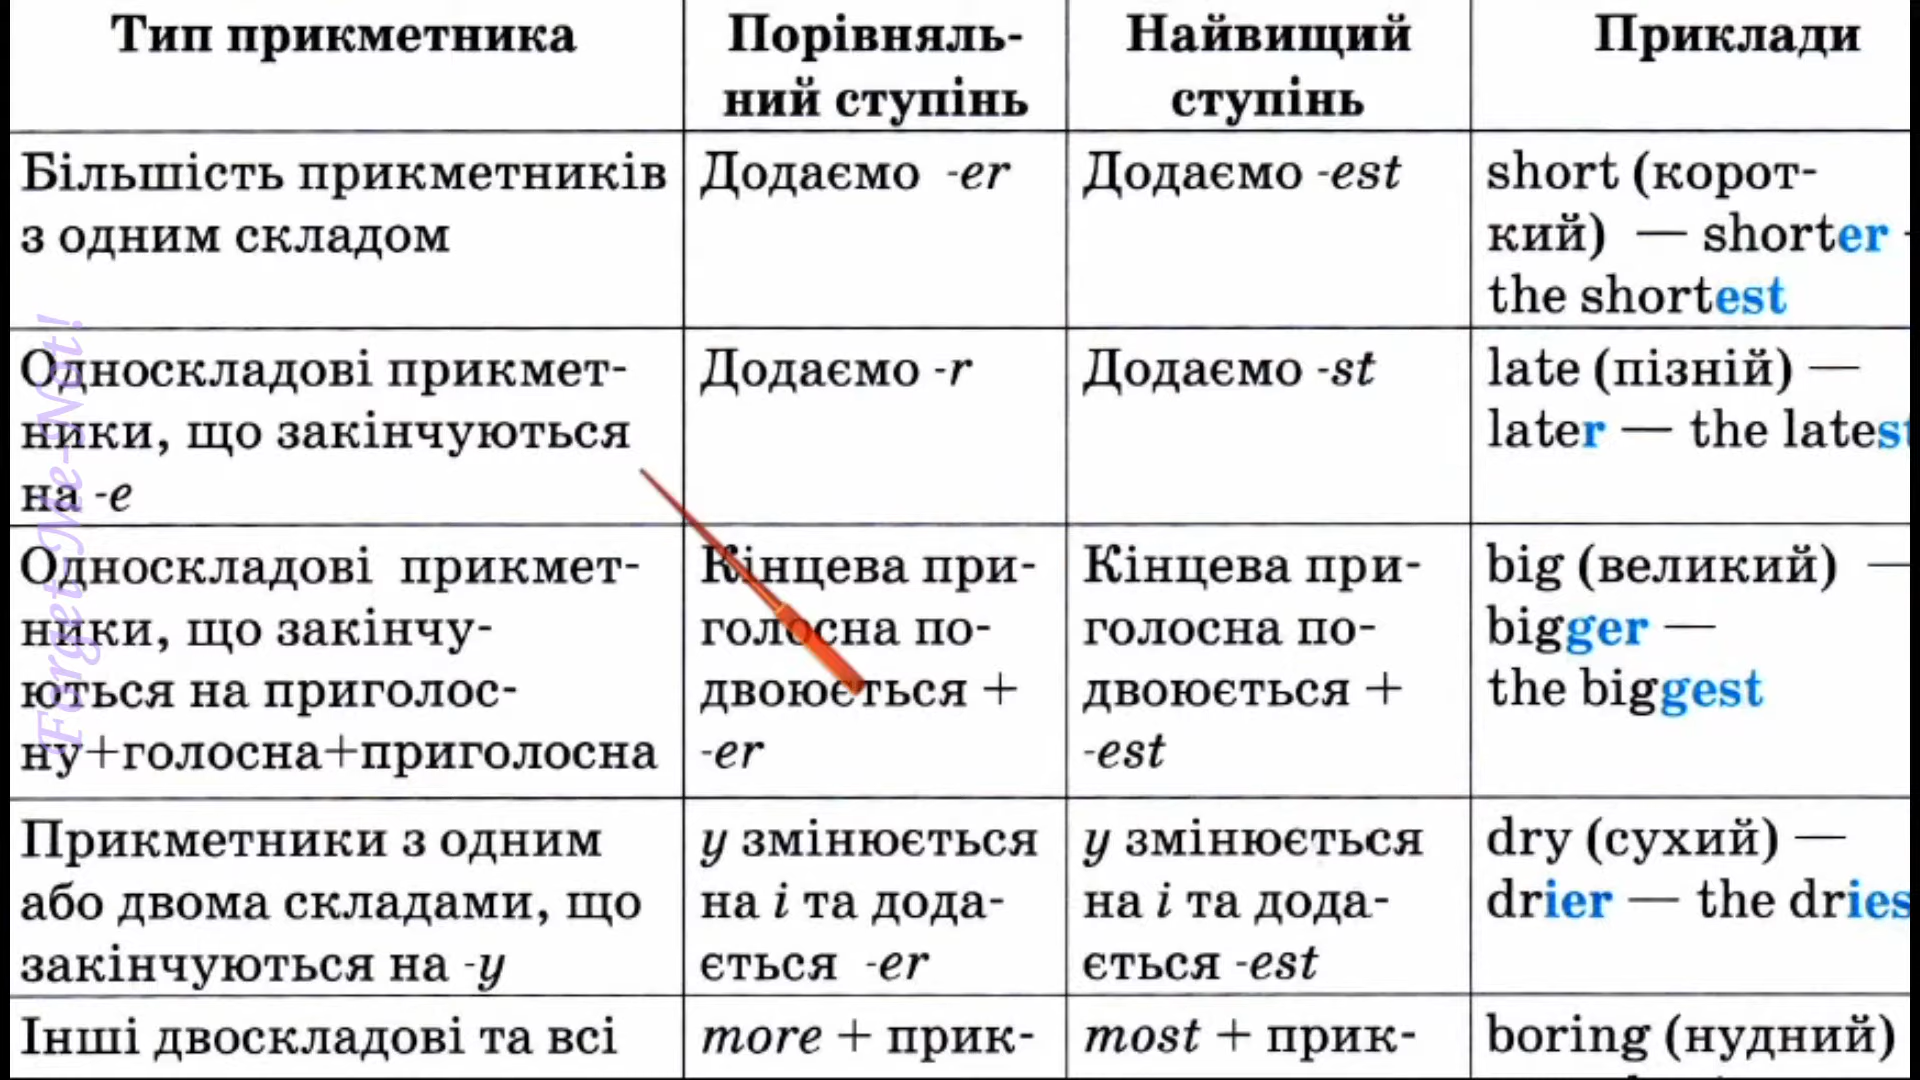 Тип прикметника
Порівняль-
ний ступінь
Найвищий
ступінь
Приклади
Більшість прикметників
з одним складом
Додаємо -er
Додаємо -est
short (корот-
кий) — shorter -
the shortest
Односкладові прикмет-
ники, що закінчуються
на -e
Додаємо -r
Додаємо -st
late (пізній) —
later — the latest
Односкладові прикмет-
ники, що закінчу-
ються на приголос-
ну+голосна+приголосна
Кінцева при-
голосна по-
двоюється +
-er
Кінцева при-
голосна по-
двоюється +
-est
big (великий) —
bigger —
the biggest
Прикметники з одним
або двома складами, що
закінчуються на -y
y змінюється
на i та дода-
ється -er
y змінюється
на i та дода-
ється -est
dry (сухий) —
drier — the dries
Інші двоскладові та всі
more + прик-
most + прик-
boring (нудний)
Forget-Me-Not!